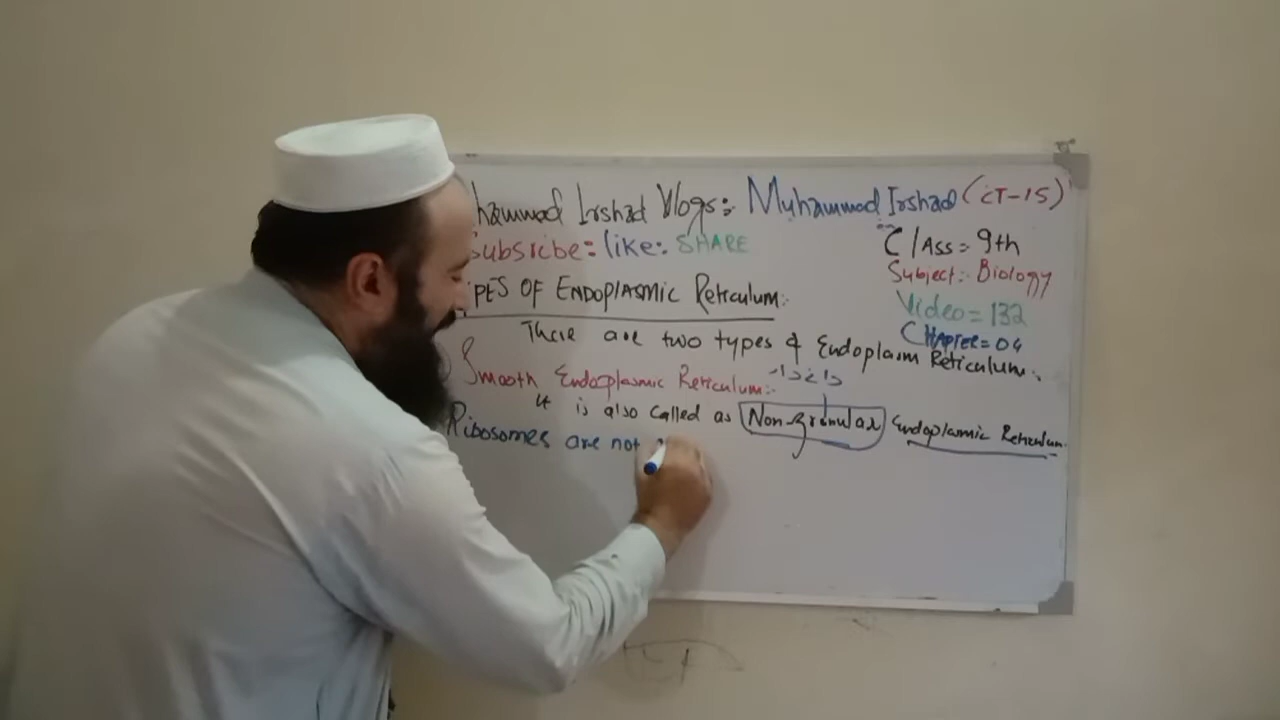 hammad Irshad Vlogs:- Muhammad Irshad (CT-15)
Subsribe: like: SHARE
Class = 9th
Subject:- Biology
PES OF ENDOPLASMIC Reticulum:-
Video = 132
CHAPTER = 04
There are two types of Endoplasm Reticulum:-
Smooth Endoplasmic Reticulum:-
It is also called as Non-granular Endoplasmic Reticulum.
Ribosomes are not